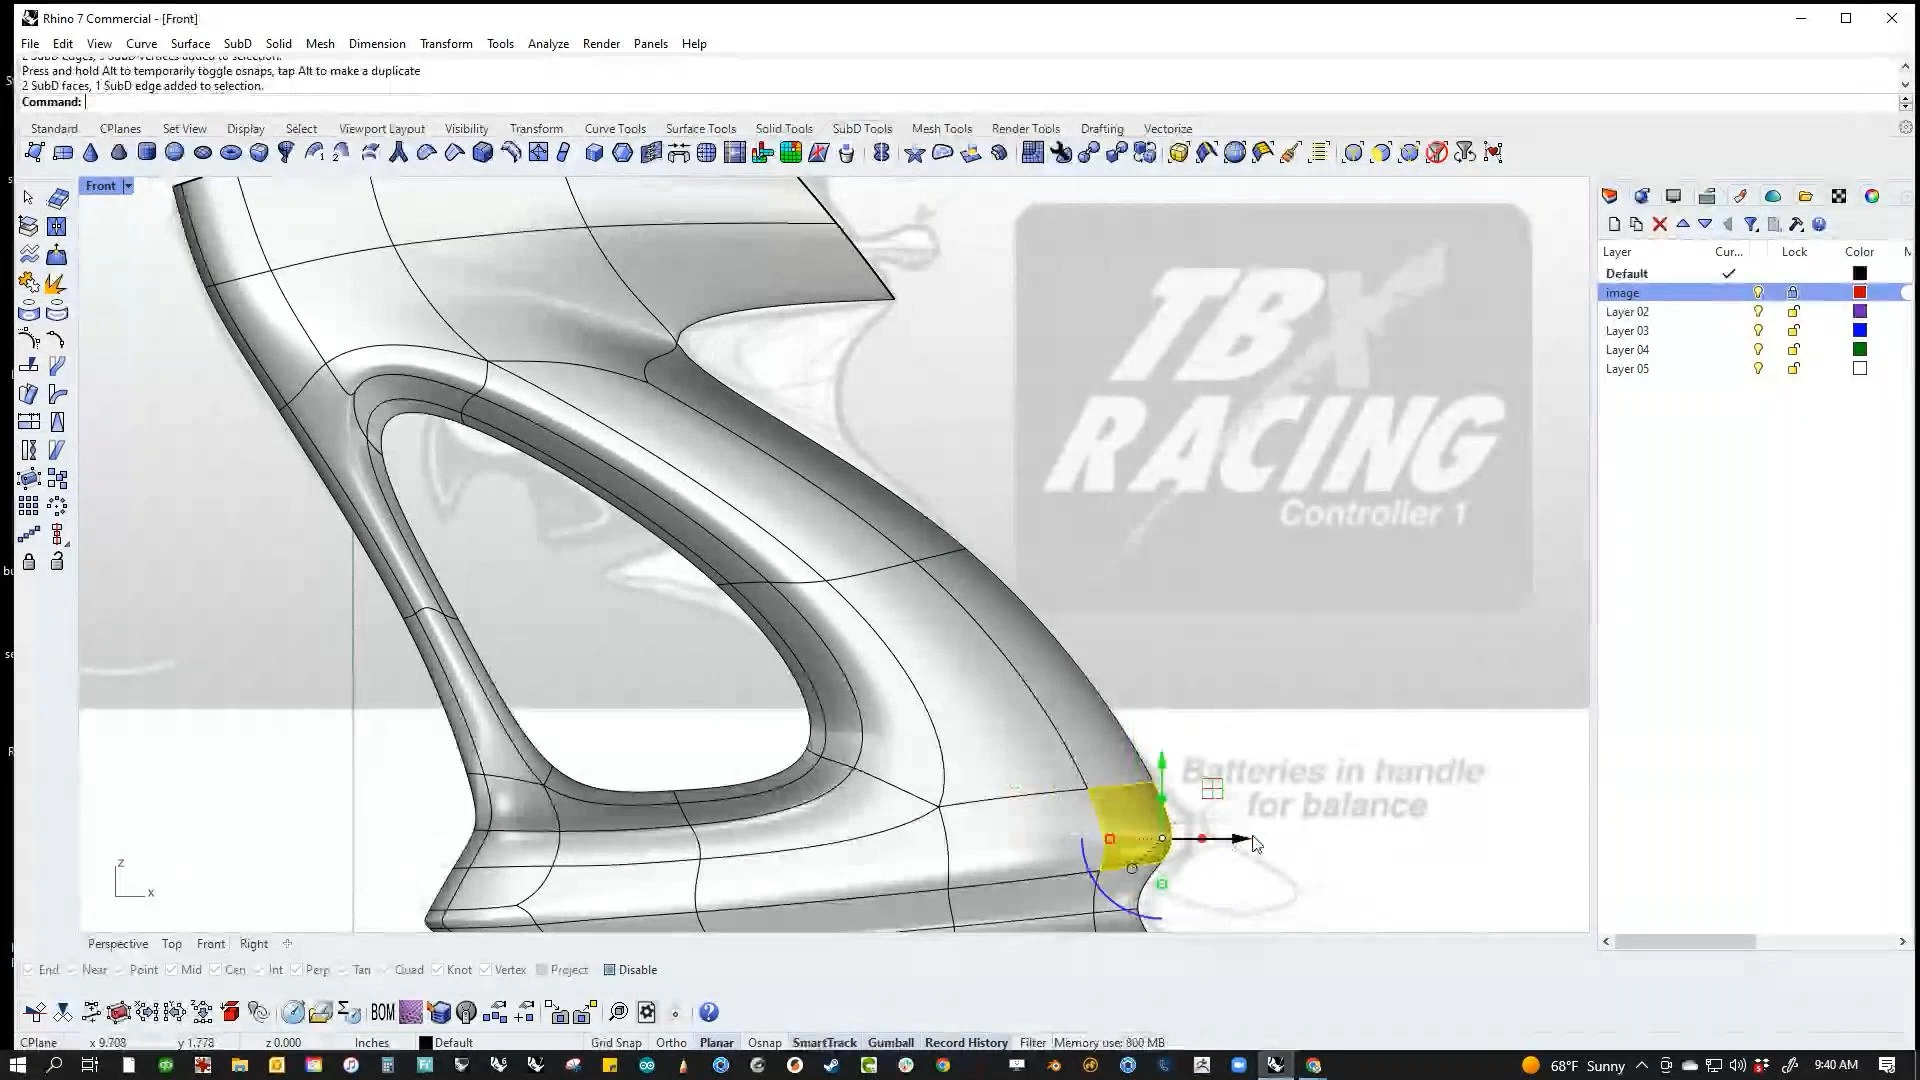 Rhino 7 Commercial - [Front]
File Edit View Curve Surface SubD Solid Mesh Dimension Transform Tools Analyze Render Panels Help
Press and hold Alt to temporarily toggle osnaps, tap Alt to make a duplicate
2 SubD faces, 1 SubD edge added to selection.
Command:
Standard CPlanes Set View Display Select Viewport Layout Visibility Transform Curve Tools Surface Tools Solid Tools SubD Tools Mesh Tools Render Tools Drafting Vectorize
Front
Layer Cur... Lock Color
Default
image
Layer 02
Layer 03
Layer 04
Layer 05
TBX
RACING
Controller 1
Batteries in handle
for balance
z
x
Perspective Top Front Right
End Near Point Mid Cen Int Perp Tan Quad Knot Vertex Project Disable
BOM
CPlane x 9.708 y 1.778 z 0.000 Inches Default Grid Snap Ortho Planar Osnap SmartTrack Gumball Record History Filter Memory use: 800 MB
68°F Sunny 9:40 AM